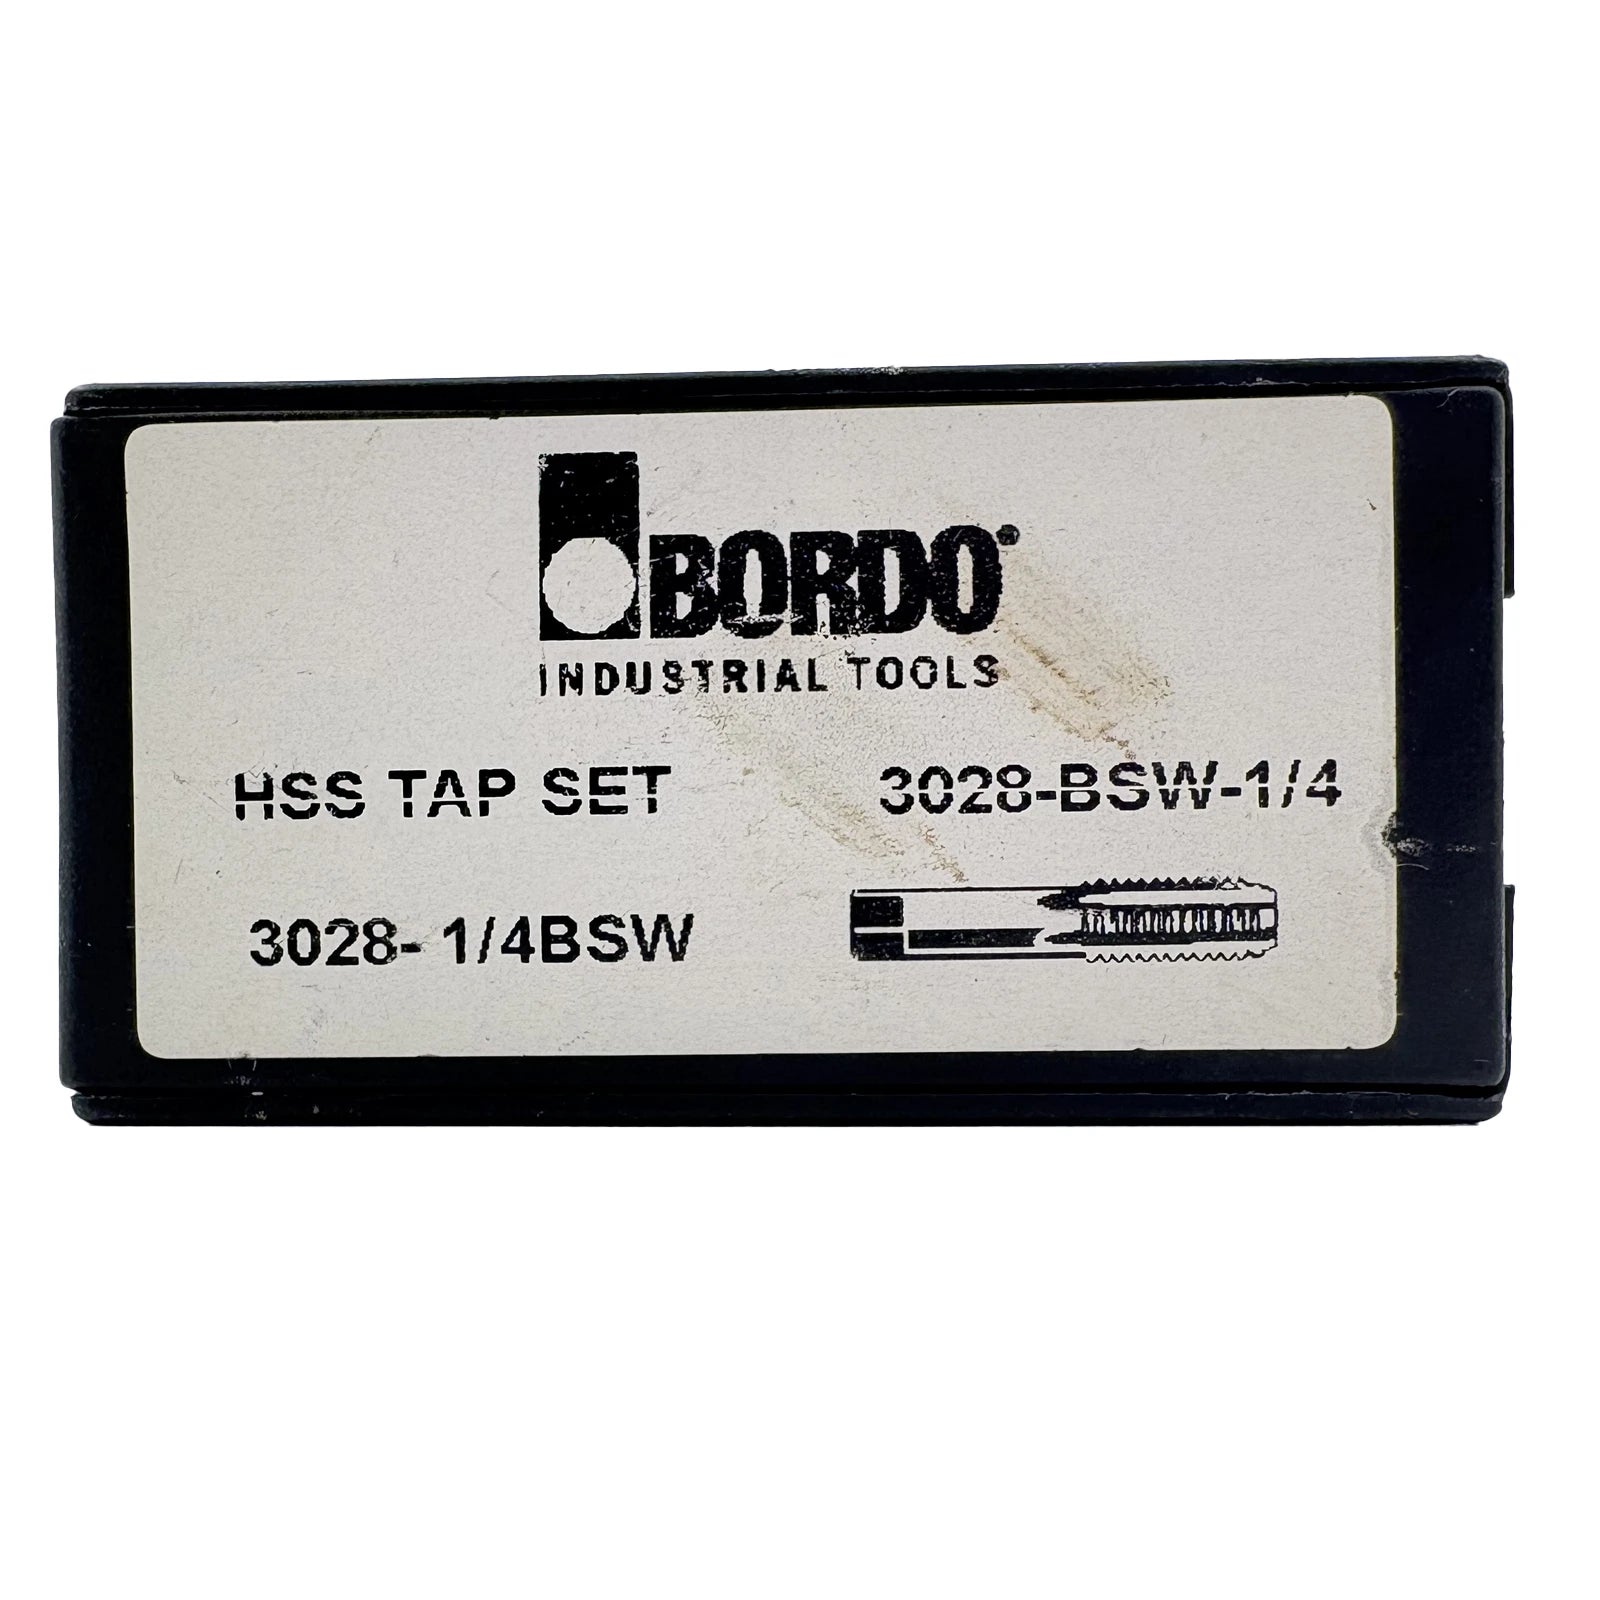 BORDO®
INDUSTRIAL TOOLS
HSS TAP SET 3028-BSW-1/4
3028- 1/4BSW